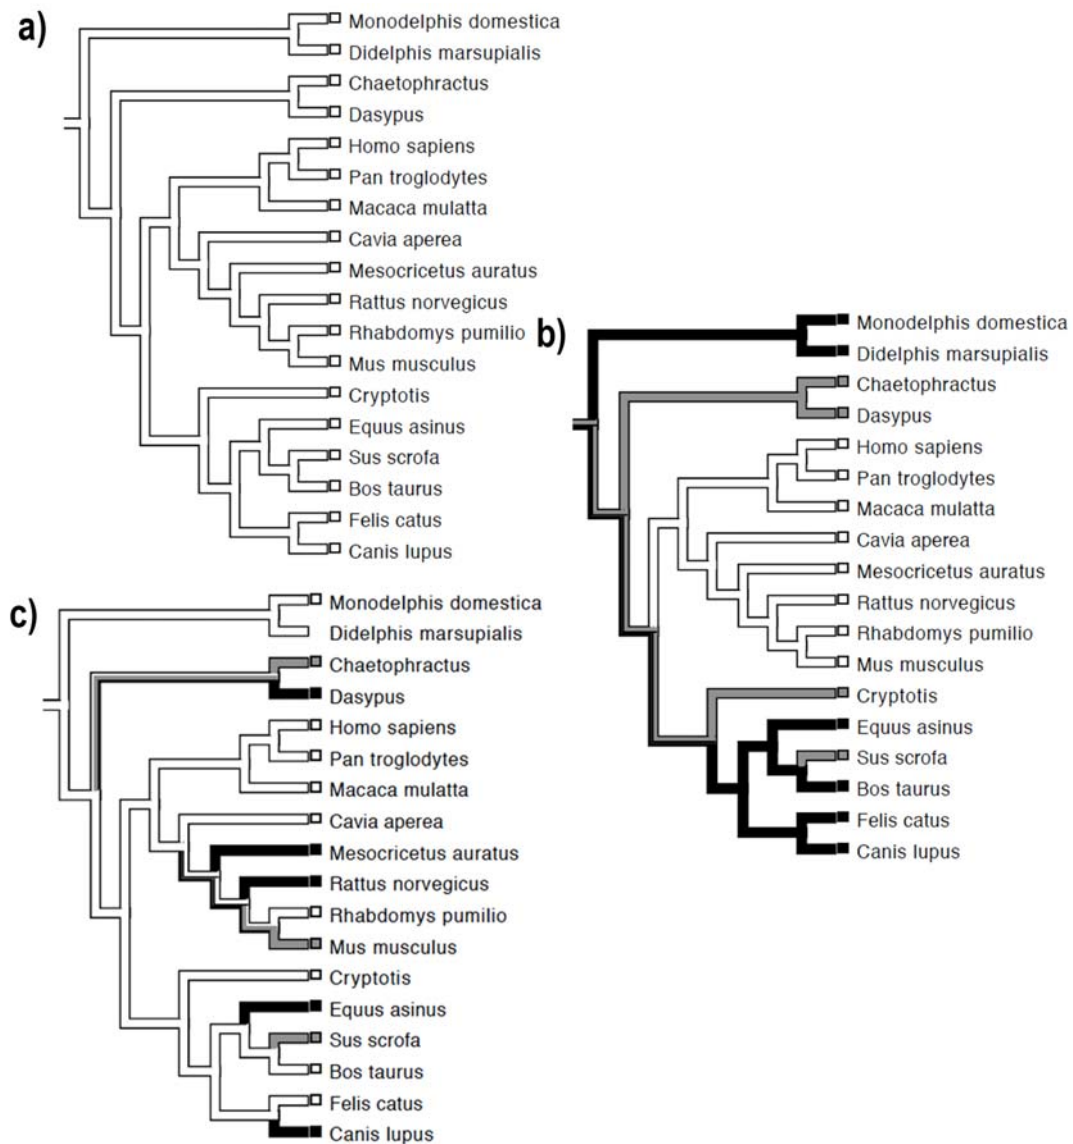 a)
Monodelphis domestica
Didelphis marsupialis
Chaetophractus
Dasypus
Homo sapiens
Pan troglodytes
Macaca mulatta
Cavia aperea
Mesocricetus auratus
Rattus norvegicus
Rhabdomys pumilio
Mus musculus
Cryptotis
Equus asinus
Sus scrofa
Bos taurus
Felis catus
Canis lupus
b)
Monodelphis domestica
Didelphis marsupialis
Chaetophractus
Dasypus
Homo sapiens
Pan troglodytes
Macaca mulatta
Cavia aperea
Mesocricetus auratus
Rattus norvegicus
Rhabdomys pumilio
Mus musculus
Cryptotis
Equus asinus
Sus scrofa
Bos taurus
Felis catus
Canis lupus
c)
Monodelphis domestica
Didelphis marsupialis
Chaetophractus
Dasypus
Homo sapiens
Pan troglodytes
Macaca mulatta
Cavia aperea
Mesocricetus auratus
Rattus norvegicus
Rhabdomys pumilio
Mus musculus
Cryptotis
Equus asinus
Sus scrofa
Bos taurus
Felis catus
Canis lupus